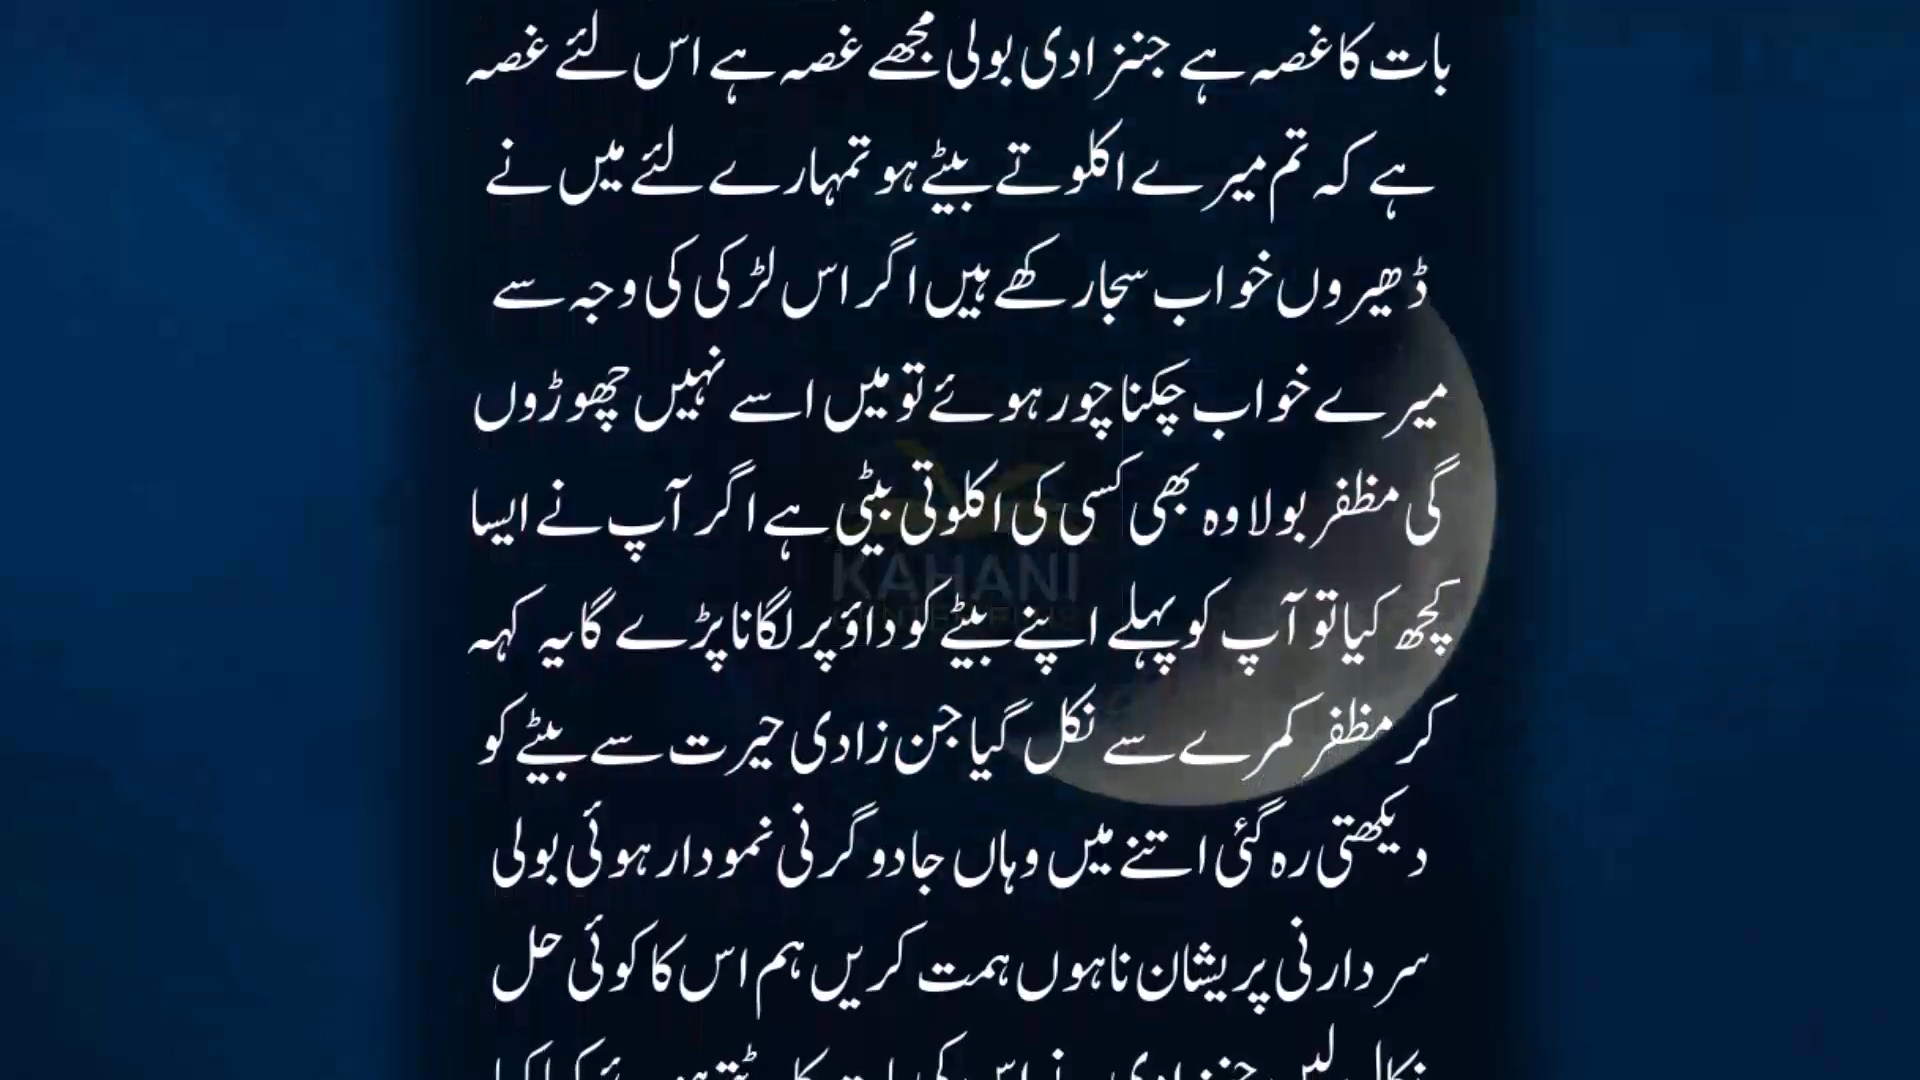 بات کا غصہ ہے جننزادی بولی مجھے غصہ ہے اس لئے غصہ
ہے کہ تم میرے اکلوتے بیٹے ہو تمہارے لئے میں نے
ڈھیروں خواب سجا رکھے ہیں اگر اس لڑکی کی وجہ سے
میرے خواب چکنا چور ہوئے تو میں اسے نہیں چھوڑوں
گی مظفر بولا وہ بھی کسی کی اکلوتی بیٹی ہے اگر آپ نے ایسا
KAHANI
کچھ کیا تو آپ کو پہلے اپنے بیٹے کو داؤ پر لگانا پڑے گا یہ کہہ
کر مظفر کمرے سے نکل گیا جن زادی حیرت سے بیٹے کو
دیکھتی رہ گئی اتنے میں وہاں جادو گرنی نمودار ہوئی بولی
سردارنی پریشان نا ہوں ہمت کریں ہم اس کا کوئی حل